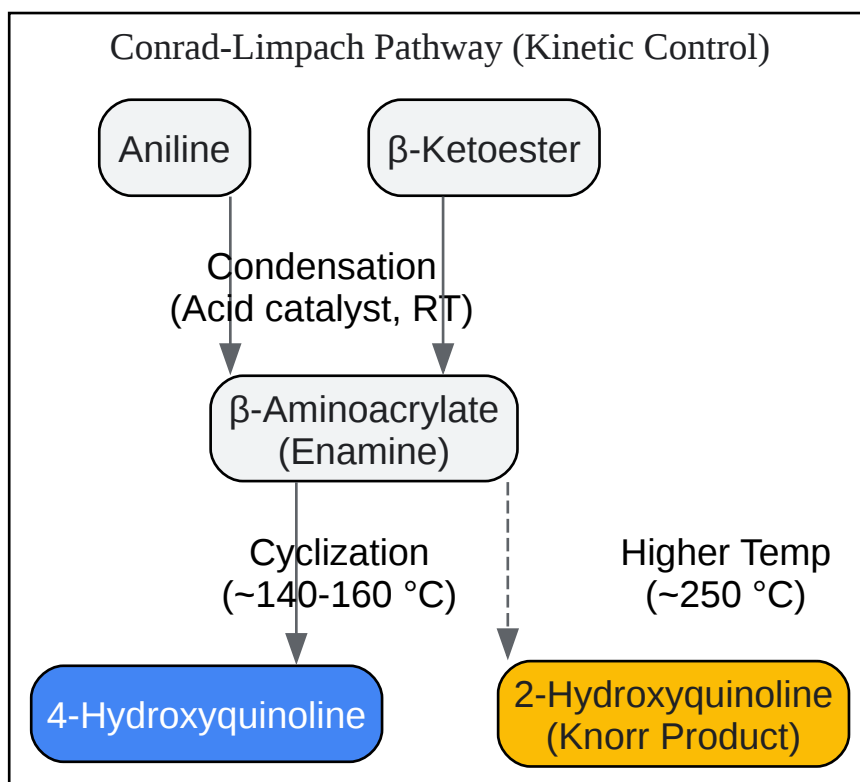 Conrad-Limpach Pathway (Kinetic Control)
Aniline
β-Ketoester
Condensation
(Acid catalyst, RT)
β-Aminoacrylate
(Enamine)
Cyclization
(~140-160 °C)
Higher Temp
(~250 °C)
4-Hydroxyquinoline
2-Hydroxyquinoline
(Knorr Product)